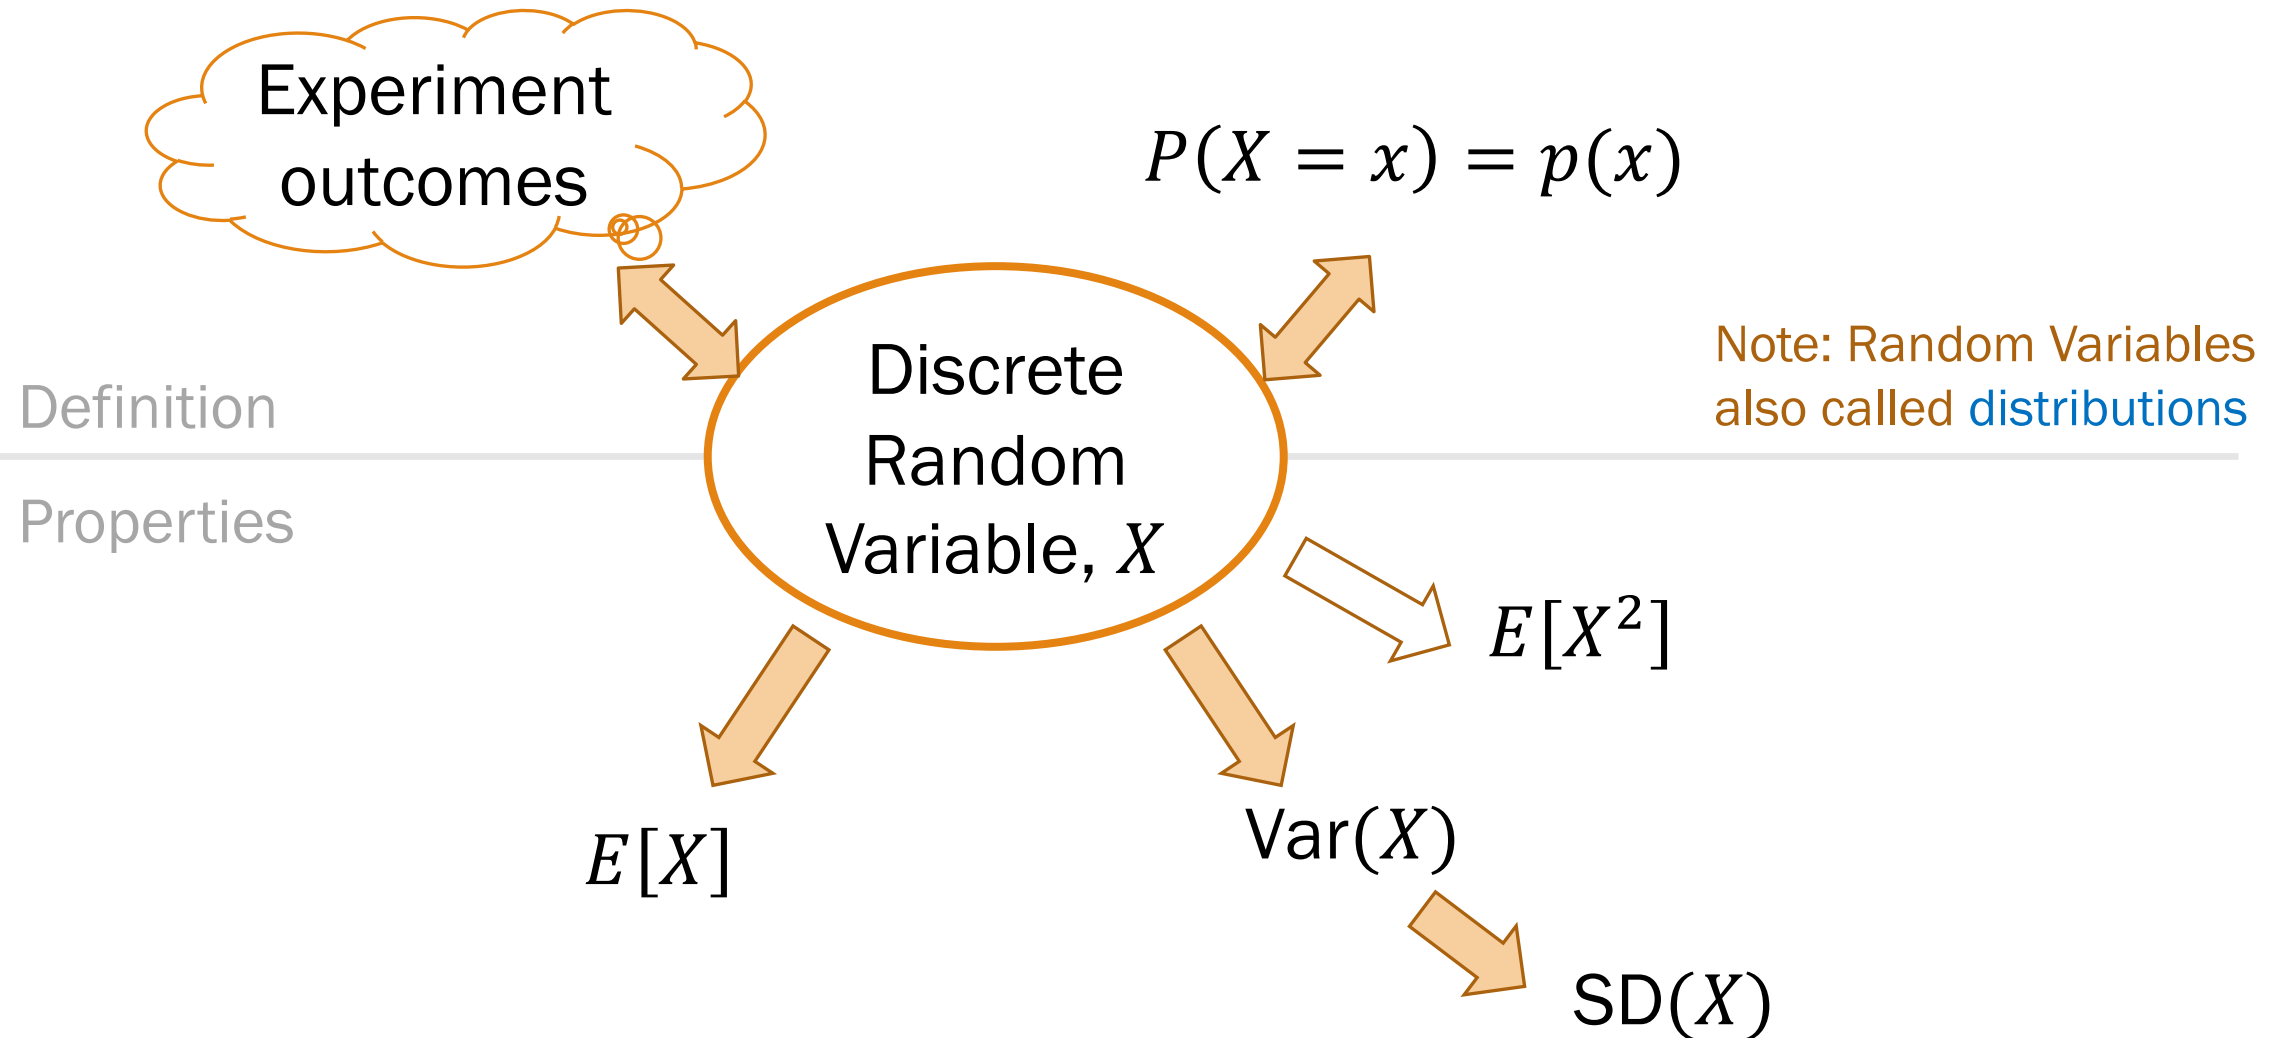 Experiment
outcomes
P(X = x) = p(x)
Note: Random Variables
also called distributions
Definition
Discrete
Random
Variable, X
Properties
E[X²]
E[X]
Var(X)
SD(X)